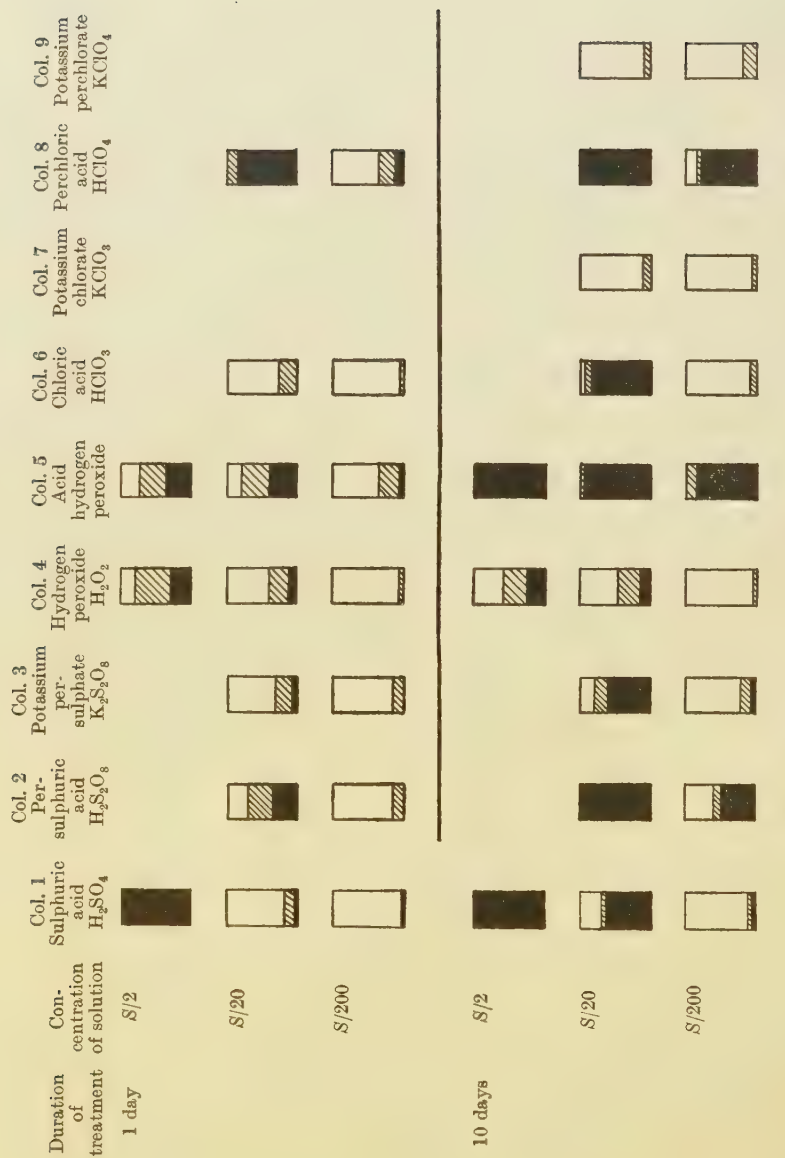 Duration
of
treatment
Con-
centration
of solution
Col. 1
Sulphuric
acid
H₂SO₄
Col. 2
Per-
sulphuric
acid
H₂S₂O₈
Col. 3
Potassium
per-
sulphate
K₂S₂O₈
Col. 4
Hydrogen
peroxide
H₂O₂
Col. 5
Acid
hydrogen
peroxide
Col. 6
Chloric
acid
HClO₃
Col. 7
Potassium
chlorate
KClO₃
Col. 8
Perchloric
acid
HClO₄
Col. 9
Potassium
perchlorate
KClO₄
1 day
S/2
S/20
S/200
10 days
S/2
S/20
S/200